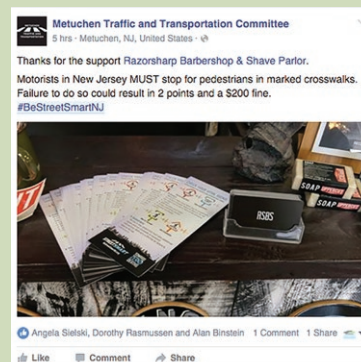 Metuchen Traffic and Transportation Committee
5 hrs · Metuchen, NJ, United States ·
Thanks for the support Razorsharp Barbershop & Shave Parlor.
Motorists in New Jersey MUST stop for pedestrians in marked crosswalks.
Failure to do so could result in 2 points and a $200 fine.
#BeStreetSmartNJ
RSBS
SOAP
SOAP
Angela Sielski, Dorothy Rasmussen and Alan Binstein 1 Comment 1 Share
Like Comment Share